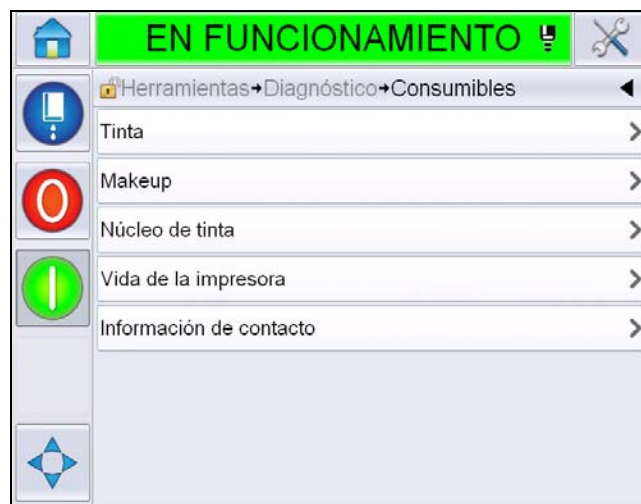 EN FUNCIONAMIENTO
Herramientas→Diagnóstico→Consumibles
Tinta
Makeup
Núcleo de tinta
Vida de la impresora
Información de contacto